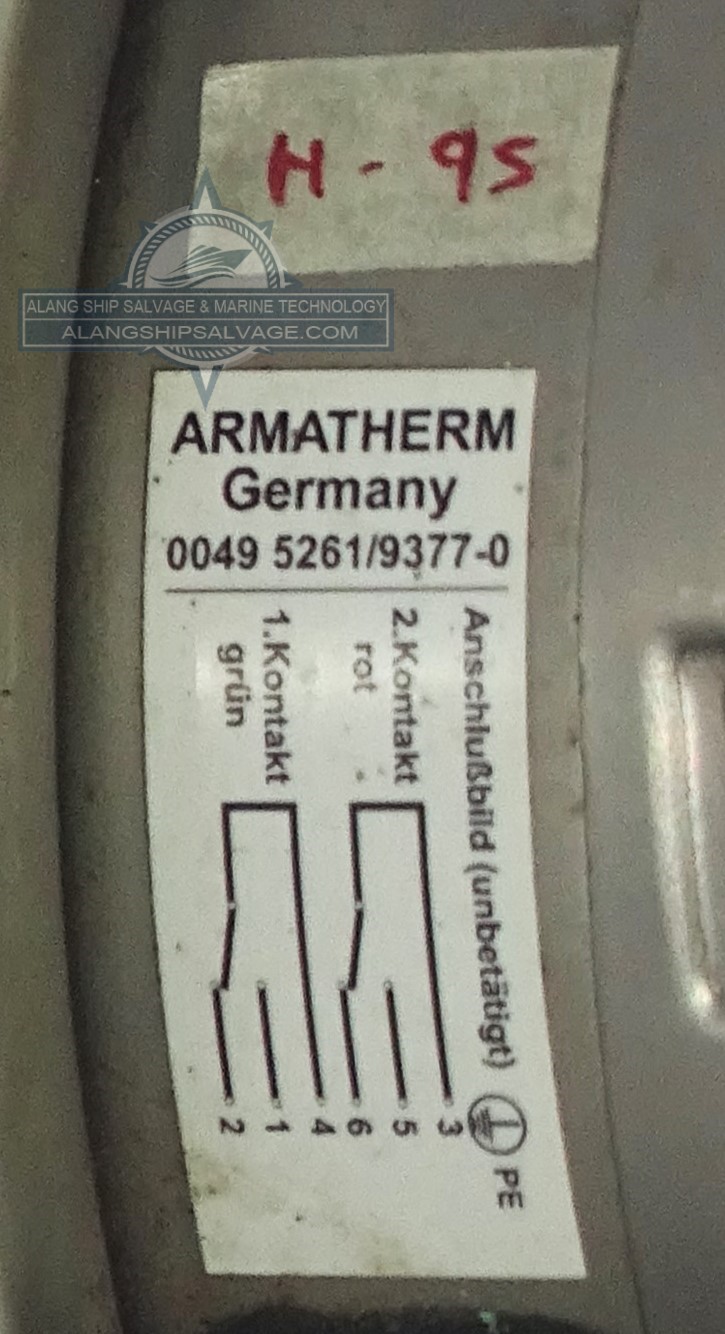 H - 95
ALANG SHIP SALVAGE & MARINE TECHNOLOGY
ALANGSHIPSALVAGE.COM
ARMATHERM
Germany
0049 5261/9377-0
Anschlußbild (unbetätigt) PE
2.Kontakt
rot
3
5
6
1.Kontakt
grün
4
1
2